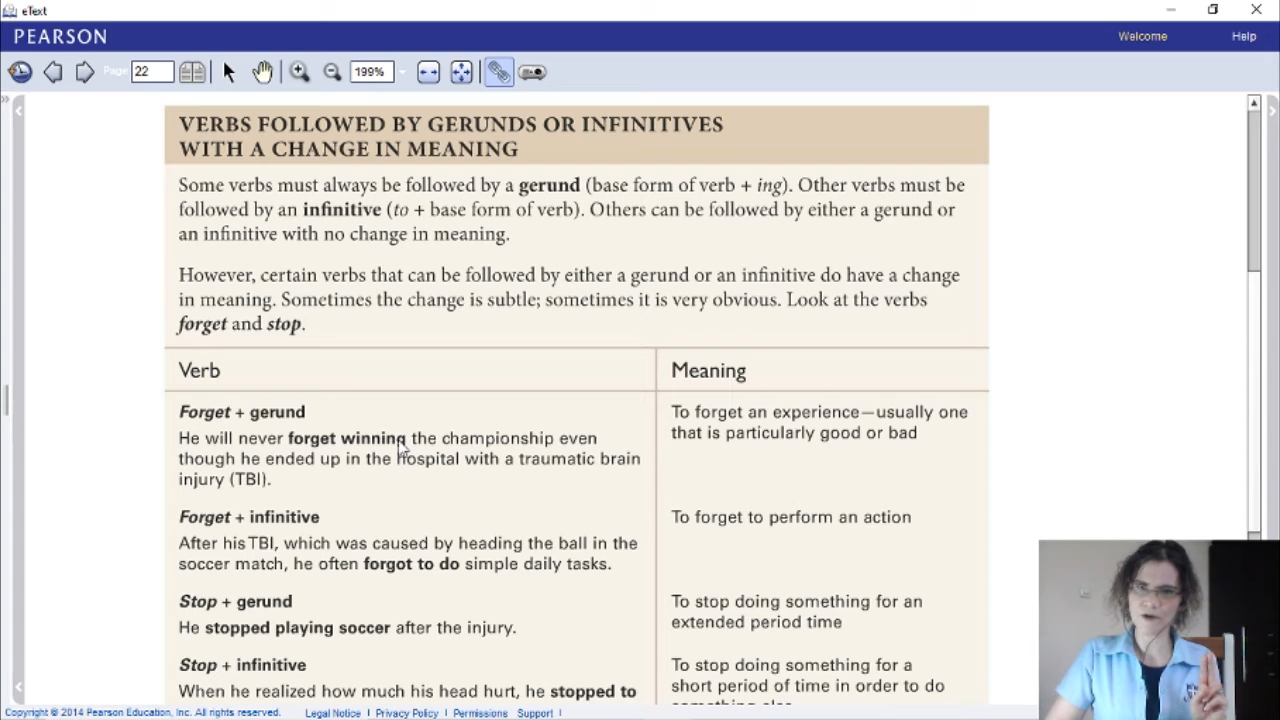 eText
PEARSON
Welcome
Help
Page
22
199%
VERBS FOLLOWED BY GERUNDS OR INFINITIVES
WITH A CHANGE IN MEANING
Some verbs must always be followed by a gerund (base form of verb + ing). Other verbs must be
followed by an infinitive (to + base form of verb). Others can be followed by either a gerund or
an infinitive with no change in meaning.
However, certain verbs that can be followed by either a gerund or an infinitive do have a change
in meaning. Sometimes the change is subtle; sometimes it is very obvious. Look at the verbs
forget and stop.
Verb
Meaning
Forget + gerund
He will never forget winning the championship even
though he ended up in the hospital with a traumatic brain
injury (TBI).
To forget an experience—usually one
that is particularly good or bad
Forget + infinitive
After his TBI, which was caused by heading the ball in the
soccer match, he often forgot to do simple daily tasks.
To forget to perform an action
Stop + gerund
He stopped playing soccer after the injury.
To stop doing something for an
extended period time
Stop + infinitive
When he realized how much his head hurt, he stopped to
To stop doing something for a
short period of time in order to do
something else
Copyright © 2014 Pearson Education, Inc. All rights reserved.
Legal Notice | Privacy Policy | Permissions Support |